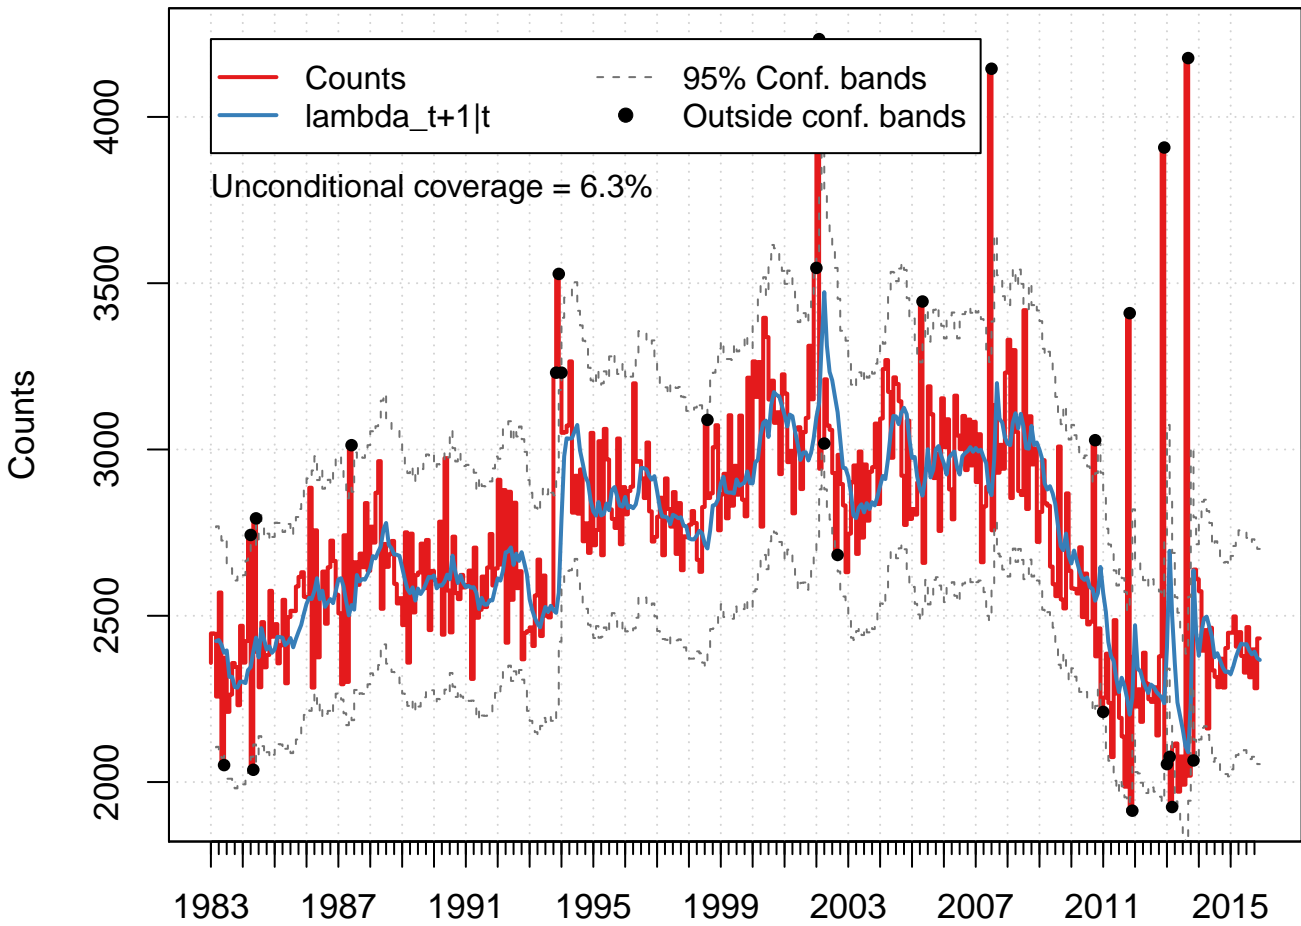 Counts
lambda_t+1|t
95% Conf. bands
Outside conf. bands
Unconditional coverage = 6.3%
Counts
4000
3500
3000
2500
2000
1983 1987 1991 1995 1999 2003 2007 2011 2015